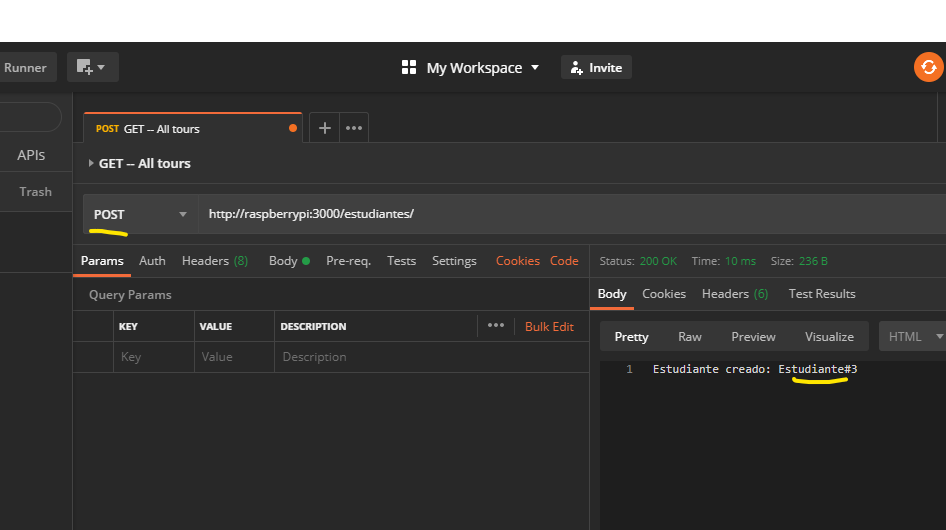 Runner
My Workspace
Invite
POST GET -- All tours
APIs
GET -- All tours
Trash
POST http://raspberrypi:3000/estudiantes/
Params Auth Headers (8) Body Pre-req. Tests Settings Cookies Code
Status: 200 OK Time: 10 ms Size: 236 B
Query Params
Body Cookies Headers (6) Test Results
KEY VALUE DESCRIPTION ••• Bulk Edit
Key Value Description
Pretty Raw Preview Visualize HTML
1 Estudiante creado: Estudiante#3